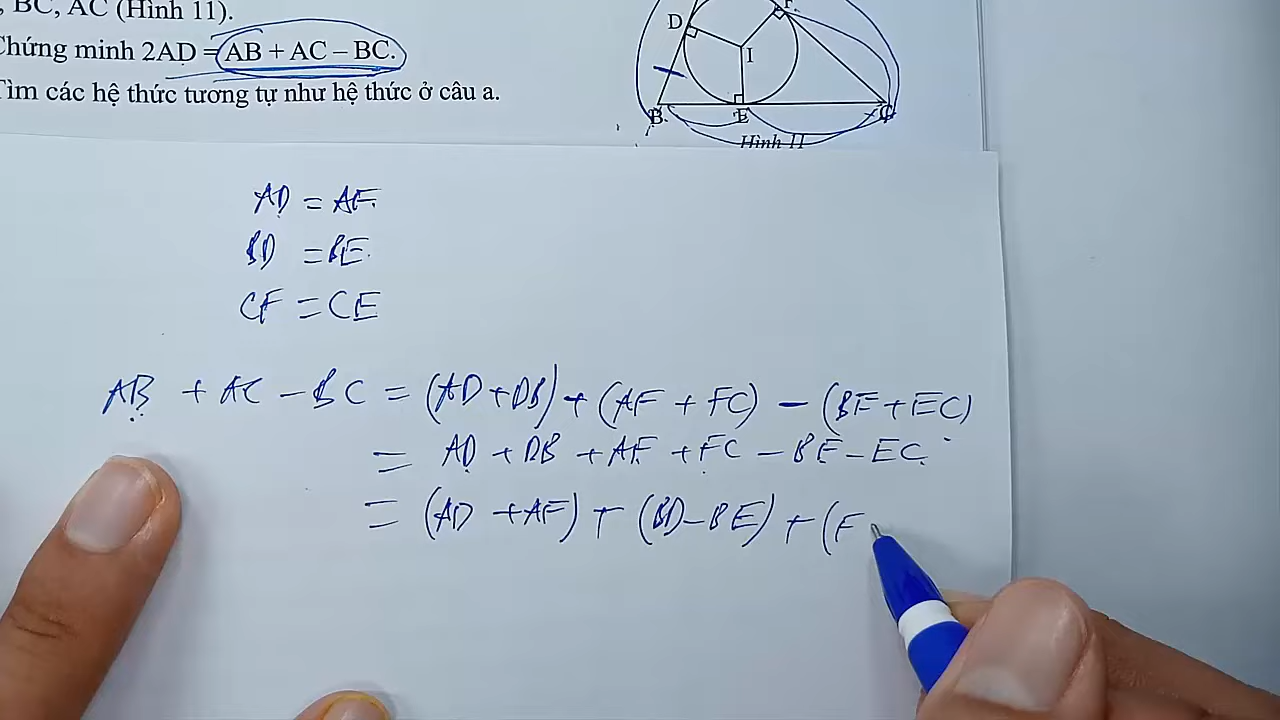 , BC, AC (Hình 11).
Chứng minh 2AD = AB + AC – BC.
Tìm các hệ thức tương tự như hệ thức ở câu a.
D
F
I
B
E
C
Hình 11
AD = AF
BD = BE
CF = CE
AB + AC - BC = (AD + DB) + (AF + FC) - (BE + EC)
= AD + DB + AF + FC - BE - EC
= (AD + AF) + (BD - BE) + (F